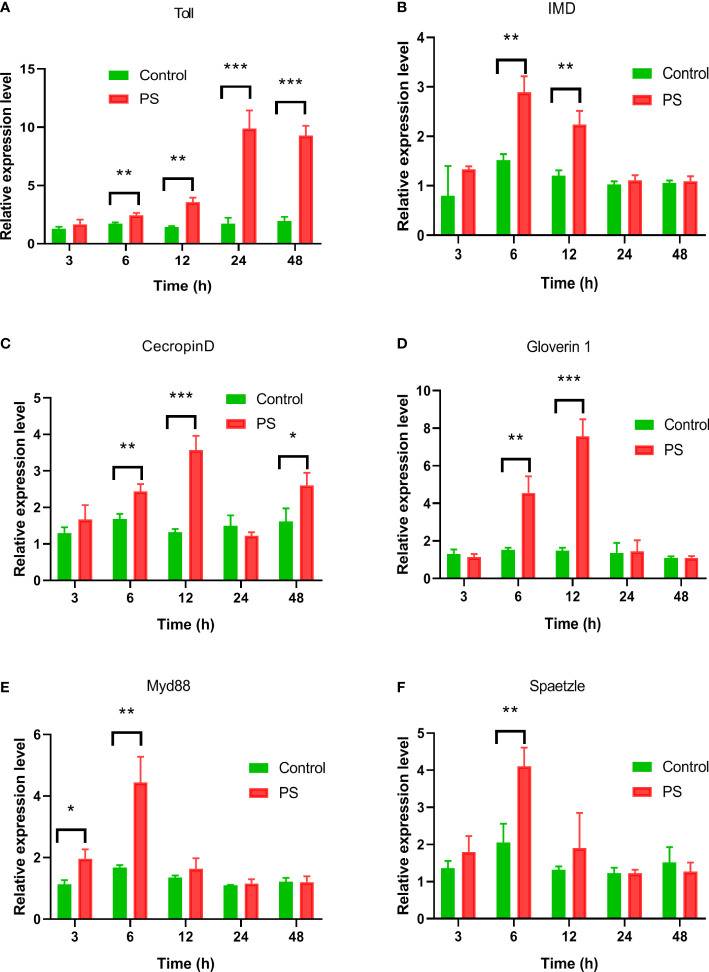 A
Toll
Relative expression level
15
10
5
0
Control
PS
**
**
***
***
3 6 12 24 48
Time (h)
B
IMD
Relative expression level
4
3
2
1
0
Control
PS
**
**
3 6 12 24 48
Time (h)
C
CecropinD
Relative expression level
5
4
3
2
1
0
Control
PS
**
***
*
3 6 12 24 48
Time (h)
D
Gloverin 1
Relative expression level
10
8
6
4
2
0
Control
PS
**
***
3 6 12 24 48
Time (h)
E
Myd88
Relative expression level
6
4
2
0
Control
PS
*
**
3 6 12 24 48
Time (h)
F
Spaetzle
Relative expression level
5
4
3
2
1
0
Control
PS
**
3 6 12 24 48
Time (h)